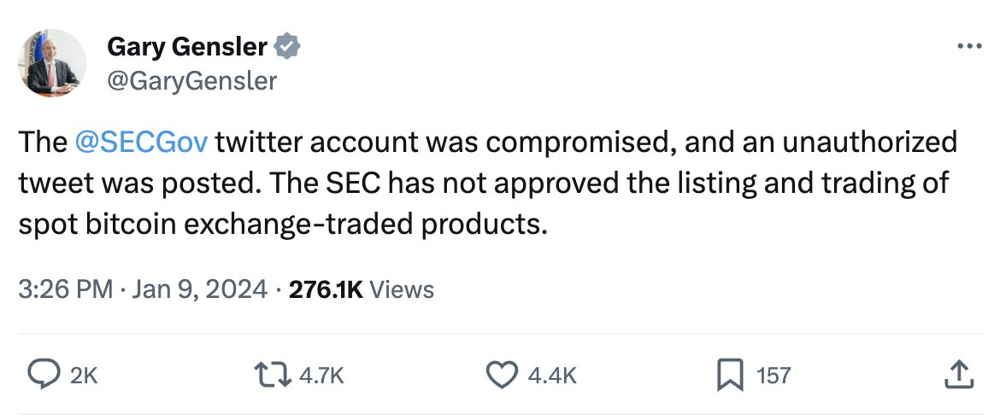 Gary Gensler
@GaryGensler
The @SECGov twitter account was compromised, and an unauthorized
tweet was posted. The SEC has not approved the listing and trading of
spot bitcoin exchange-traded products.
3:26 PM · Jan 9, 2024 · 276.1K Views
2K 4.7K 4.4K 157